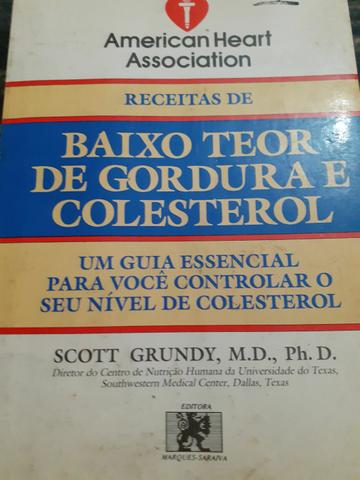 American Heart
Association
RECEITAS DE
BAIXO TEOR
DE GORDURA E
COLESTEROL
UM GUIA ESSENCIAL
PARA VOCÊ CONTROLAR O
SEU NÍVEL DE COLESTEROL
SCOTT GRUNDY, M.D., Ph. D.
Diretor do Centro de Nutrição Humana da Universidade do Texas,
Southwestern Medical Center, Dallas, Texas
EDITORA
MARQUES-SARAIVA